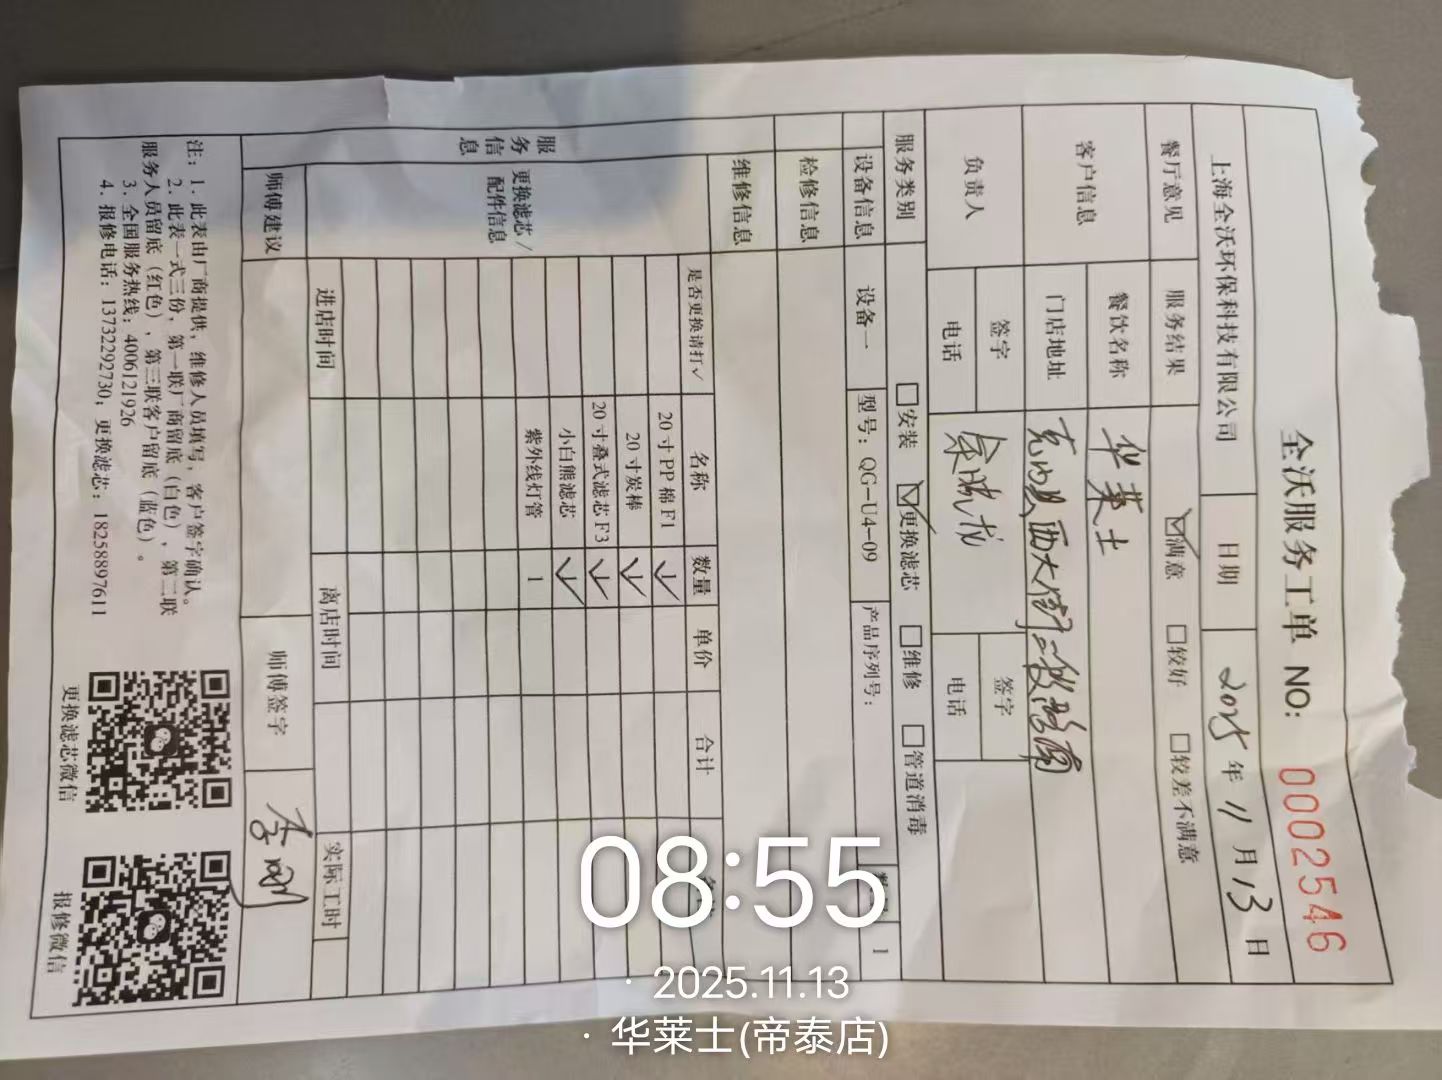 全沃服务工单 NO: 00025546
上海全沃环保科技有限公司 日期 2025年 11月13日
餐厅意见 服务结果 ☑满意 □较好 □较差不满意
客户信息 餐饮名称 华莱士
门店地址 西大街二段
负责人 签字 签字
电话 电话
服务类别 □安装 ☑更换滤芯 □维修 □管道消毒
设备信息 设备一 型号:QG-U4-09 产品序列号: 1
检修信息
服务信息
维修信息
更换滤芯/配件信息
是否更换请打✓ 名称 数量 单价 合计
20寸PP棉F1 ✓
20寸炭棒 ✓
20寸叠式滤芯F3 ✓
小白熊滤芯 ✓
紫外线灯管 1
进店时间 离店时间 实际工时
师傅建议 师傅签字 李刚
注:1. 此表由厂商提供,维修人员填写,客户签字确认。
2. 此表一式三份,第一联厂商留底(白色),第二联
服务人员留底(红色),第三联客户留底(蓝色)。
3. 全国服务热线:4006121926
4. 报修电话:13732292730;更换滤芯:18258897611
更换滤芯微信
报修微信
08:55
2025.11.13
华莱士(帝泰店)